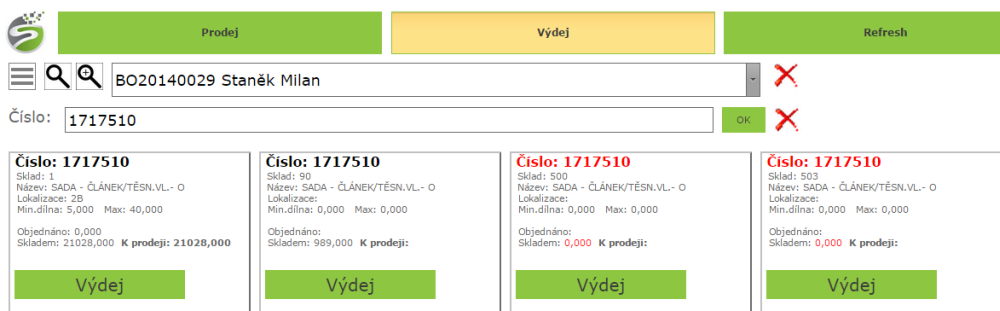 Prodej Výdej Refresh
BO20140029 Staněk Milan
Číslo: 1717510 OK
Číslo: 1717510
Sklad: 1
Název: SADA - ČLÁNEK/TĚSN.VL.- O
Lokalizace: 2B
Min.dílna: 5,000 Max: 40,000
Objednáno: 0,000
Skladem: 21028,000 K prodeji: 21028,000
Výdej
Číslo: 1717510
Sklad: 90
Název: SADA - ČLÁNEK/TĚSN.VL.- O
Lokalizace:
Min.dílna: 0,000 Max: 0,000
Objednáno:
Skladem: 989,000 K prodeji:
Výdej
Číslo: 1717510
Sklad: 500
Název: SADA - ČLÁNEK/TĚSN.VL.- O
Lokalizace:
Min.dílna: 0,000 Max: 0,000
Objednáno:
Skladem: 0,000 K prodeji:
Výdej
Číslo: 1717510
Sklad: 503
Název: SADA - ČLÁNEK/TĚSN.VL.- O
Lokalizace:
Min.dílna: 0,000 Max: 0,000
Objednáno:
Skladem: 0,000 K prodeji:
Výdej